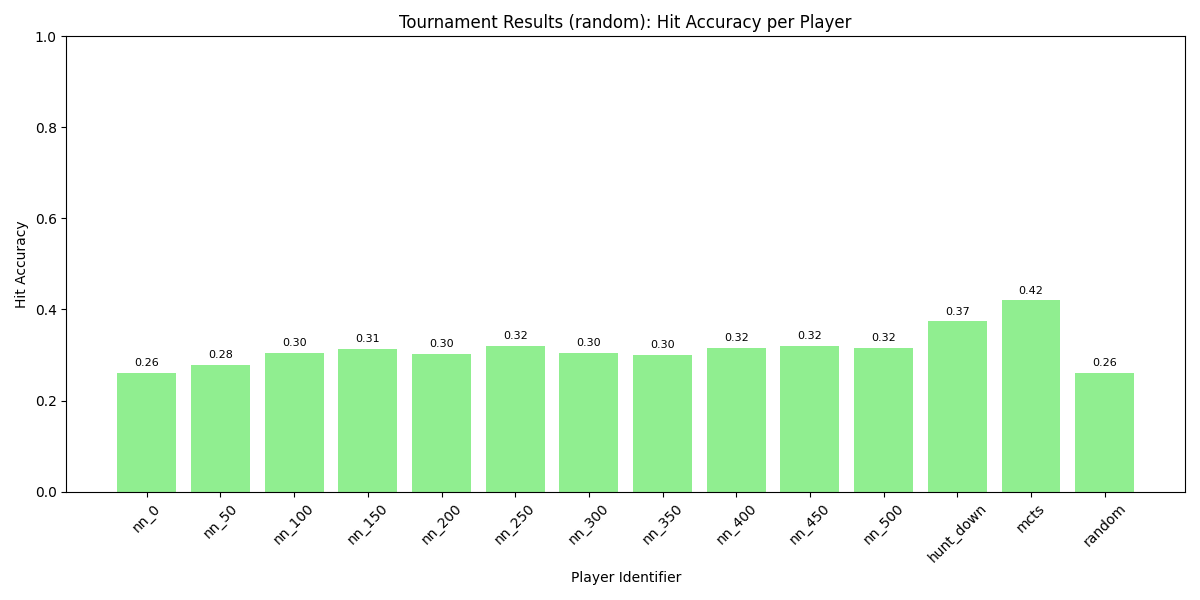 Tournament Results (random): Hit Accuracy per Player
Hit Accuracy
1.0
0.8
0.6
0.4
0.2
0.0
0.26
0.28
0.30
0.31
0.30
0.32
0.30
0.30
0.32
0.32
0.32
0.37
0.42
0.26
nn_0
nn_50
nn_100
nn_150
nn_200
nn_250
nn_300
nn_350
nn_400
nn_450
nn_500
hunt_down
mcts
random
Player Identifier